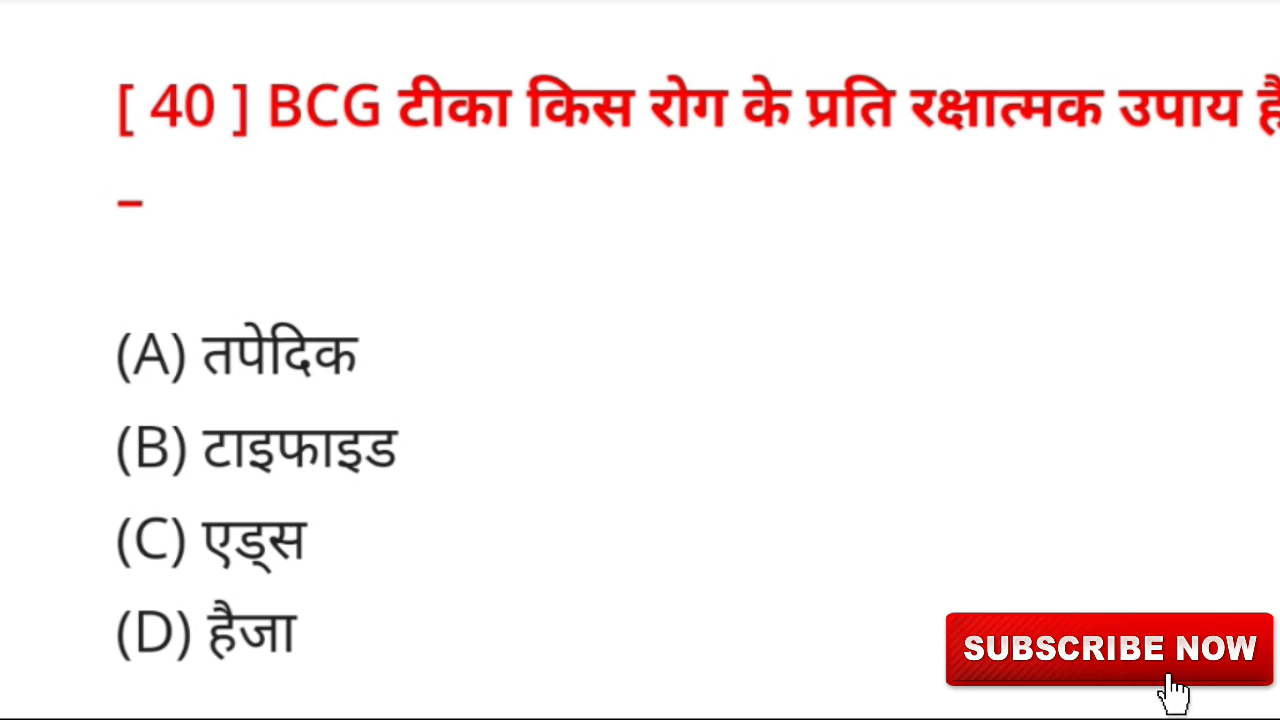 [ 40 ] BCG टीका किस रोग के प्रति रक्षात्मक उपाय है
–
(A) तपेदिक
(B) टाइफाइड
(C) एड्स
(D) हैजा
SUBSCRIBE NOW